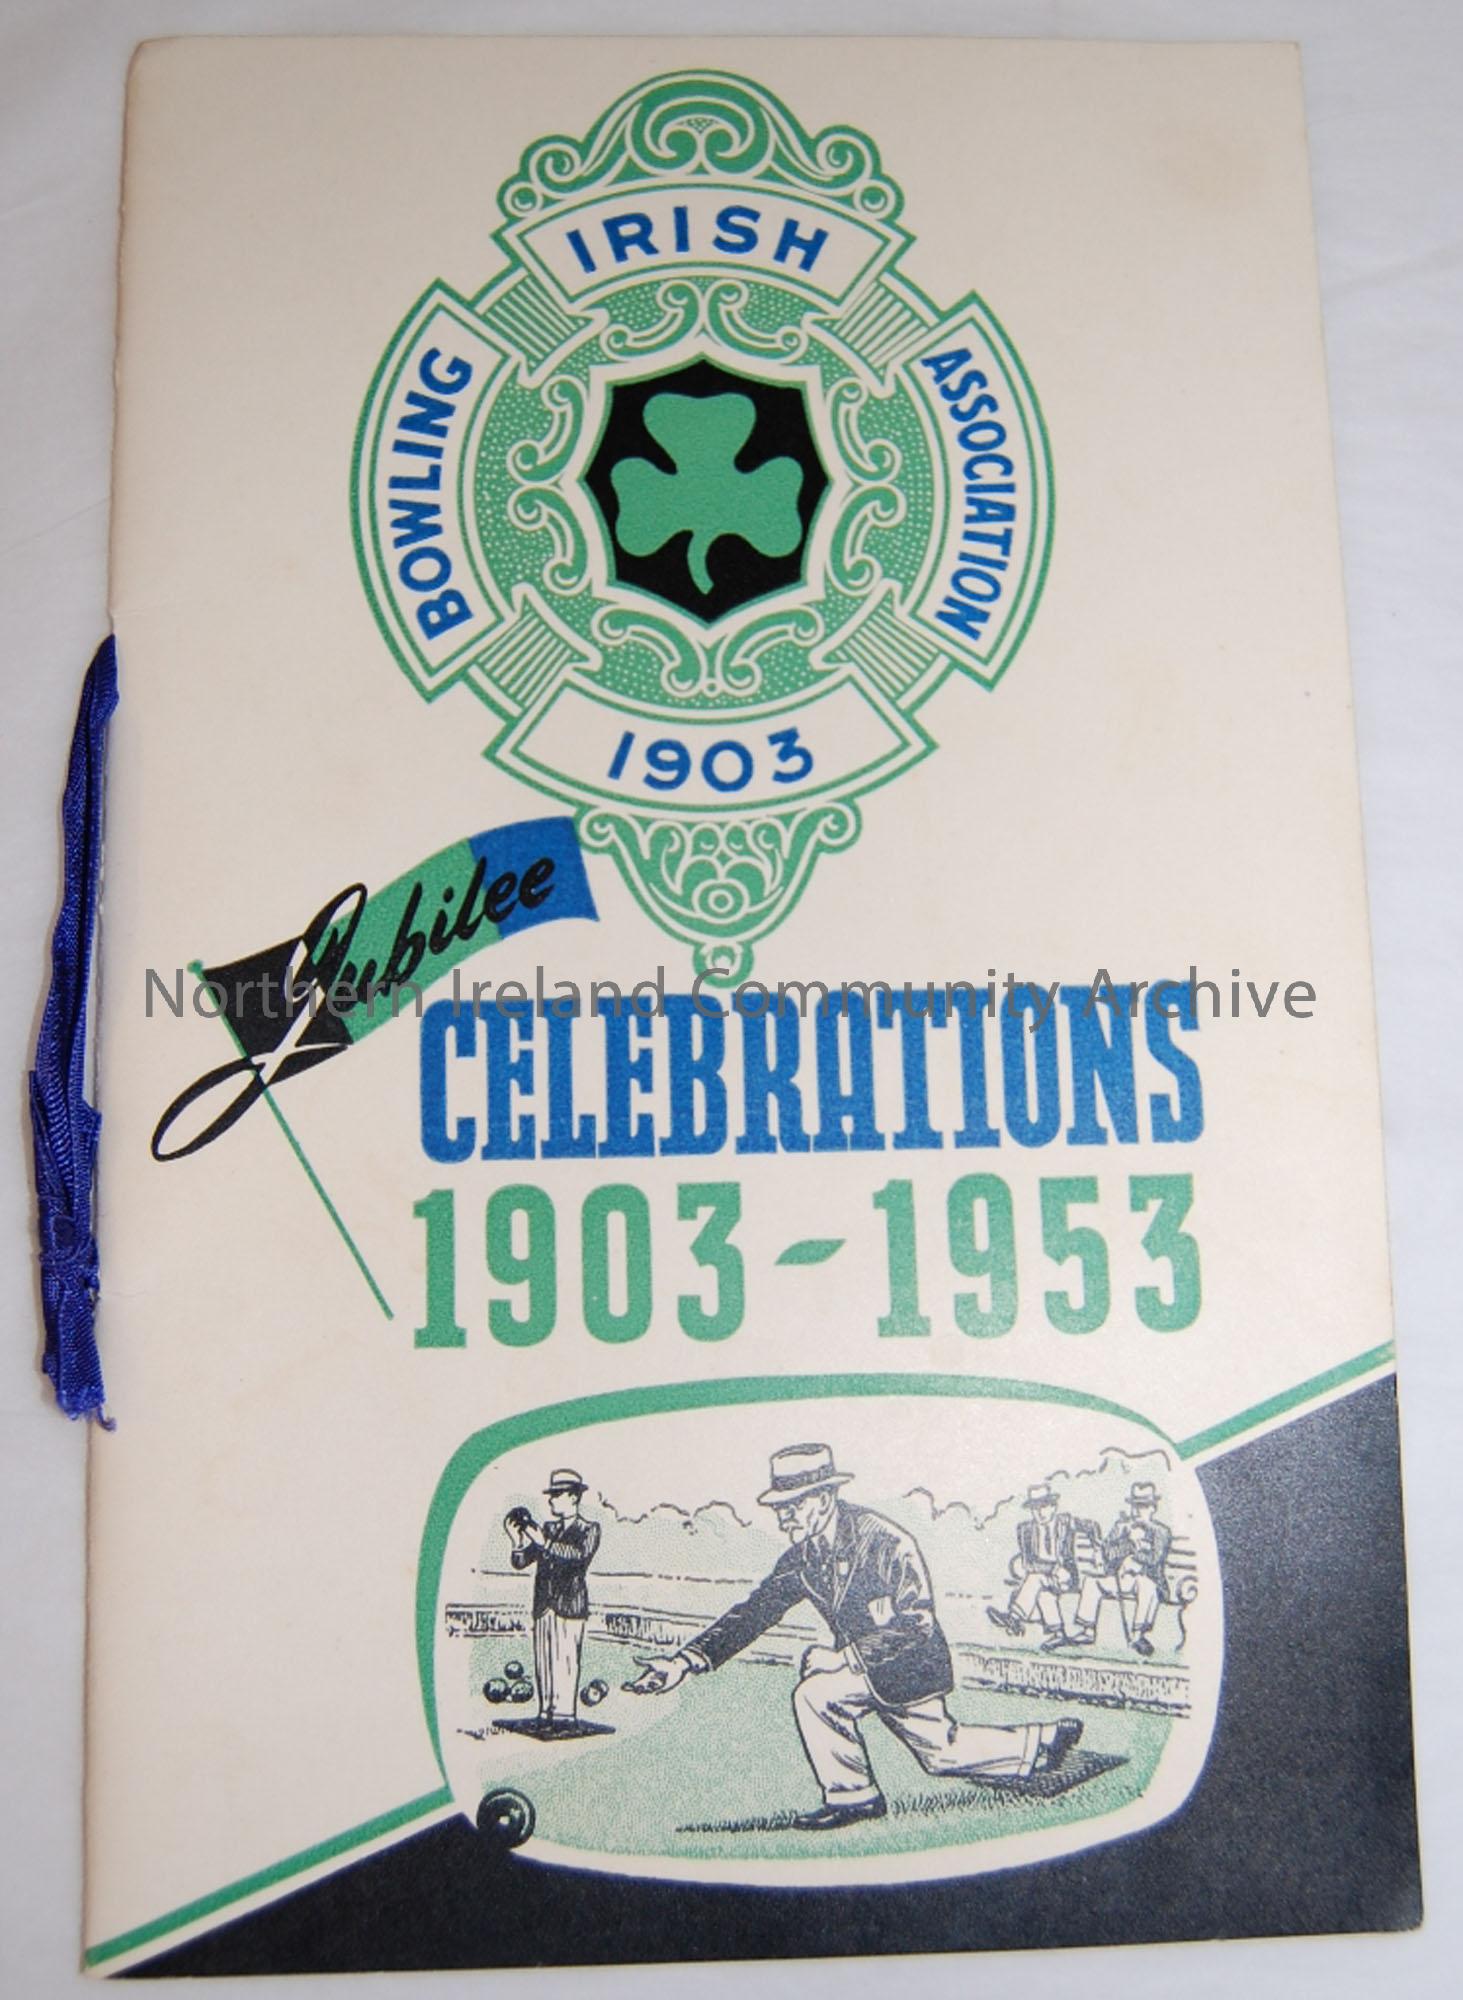 IRISH
BOWLING
ASSOCIATION
1903
Jubilee
Northern Ireland Community Archive
CELEBRATIONS
1903-1953